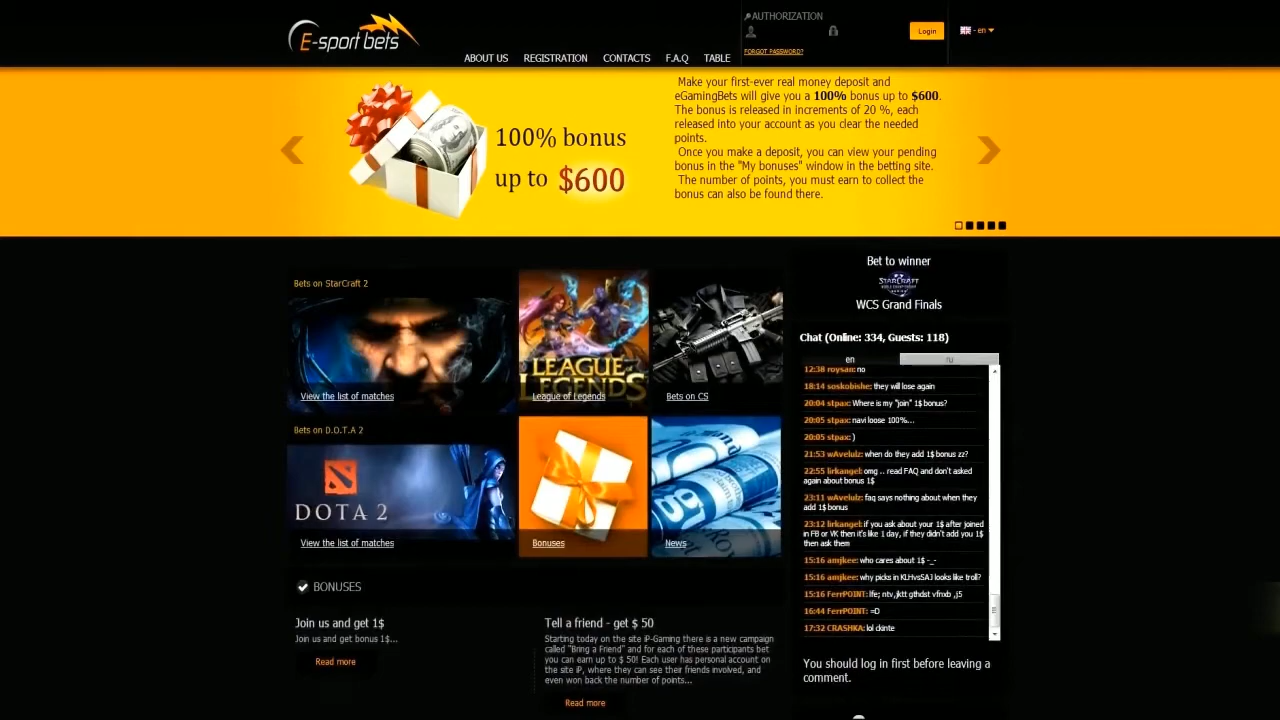 E-sport bets
AUTHORIZATION
Login
- en
FORGOT PASSWORD?
ABOUT US
REGISTRATION
CONTACTS
F.A.Q
TABLE
100% bonus
up to $600
Make your first-ever real money deposit and
eGamingBets will give you a 100% bonus up to $600.
The bonus is released in increments of 20 %, each
released into your account as you clear the needed
points.
Once you make a deposit, you can view your pending
bonus in the "My bonuses" window in the betting site.
The number of points, you must earn to collect the
bonus can also be found there.
Bets on StarCraft 2
View the list of matches
LEAGUE
LEGENDS
League of Legends
Bets on CS
Bets on D.O.T.A 2
DOTA 2
View the list of matches
Bonuses
News
BONUSES
Join us and get 1$
Join us and get bonus 1$...
Read more
Tell a friend - get $ 50
Starting today on the site iP-Gaming there is a new campaign
called "Bring a Friend" and for each of these participants bet
you can earn up to $ 50! Each user has personal account on
the site iP, where they can see their friends involved, and
even won back the number of points...
Read more
Bet to winner
STARCRAFT
WCS Grand Finals
Chat (Online: 334, Guests: 118)
en
ru
12:38 roysan: no
18:14 soskobishe: they will lose again
20:04 stpax: Where is my "join" 1$ bonus?
20:05 stpax: navi loose 100%...
20:05 stpax: )
21:53 wAvelulz: when do they add 1$ bonus zz?
22:55 lirkangel: omg .. read FAQ and don't asked
again about bonus 1$
23:11 wAvelulz: faq says nothing about when they
add 1$ bonus
23:12 lirkangel: if you ask about your 1$ after joined
in FB or VK then it's like 1 day, if they didn't add you 1$
then ask them
15:16 amjkee: who cares about 1$ -_-
15:16 amjkee: why picks in KLHvsSAJ looks like troll?
15:16 FerrPOINT: lfe; ntv,jktt gthdst vfnxb ,j5
16:44 FerrPOINT: =D
17:32 CRASHKA: lol ckinte
You should log in first before leaving a
comment.